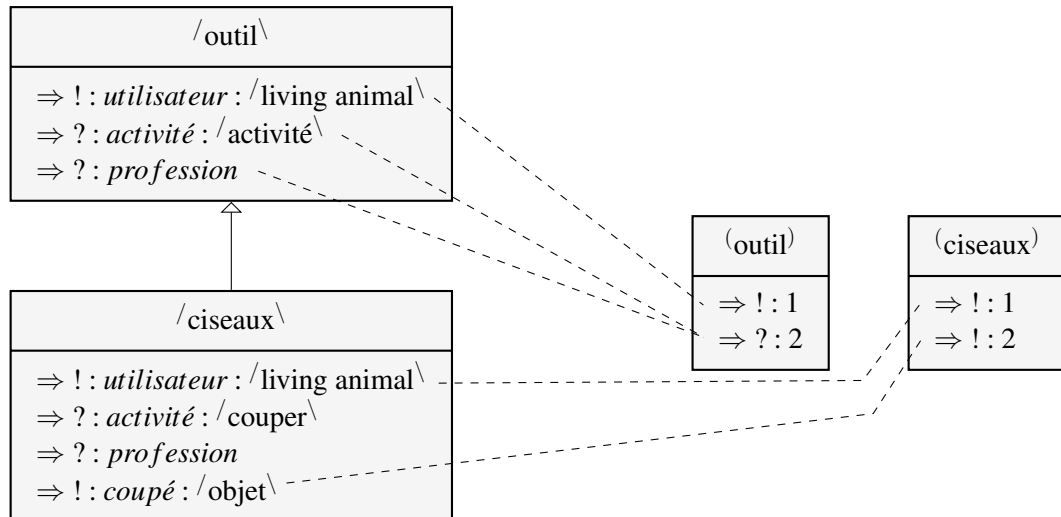 /outil\
⇒ ! : utilisateur : /living animal\
⇒ ? : activité : /activité\
⇒ ? : profession
(outil)
⇒ ! : 1
⇒ ? : 2
(ciseaux)
⇒ ! : 1
⇒ ! : 2
/ciseaux\
⇒ ! : utilisateur : /living animal\
⇒ ? : activité : /couper\
⇒ ? : profession
⇒ ! : coupé : /objet\